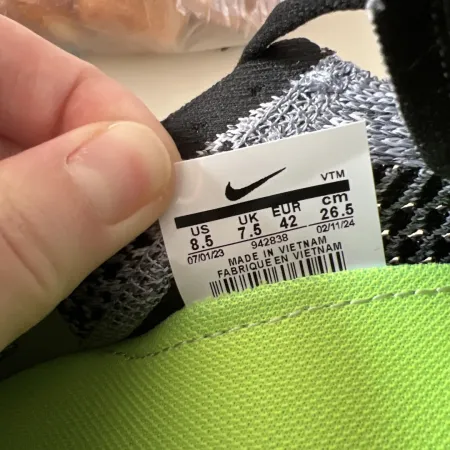 VTM
US UK EUR cm
8.5 7.5 42 26.5
07/01/23 942838 02/11/24
MADE IN VIETNAM
FABRIQUE EN VIETNAM